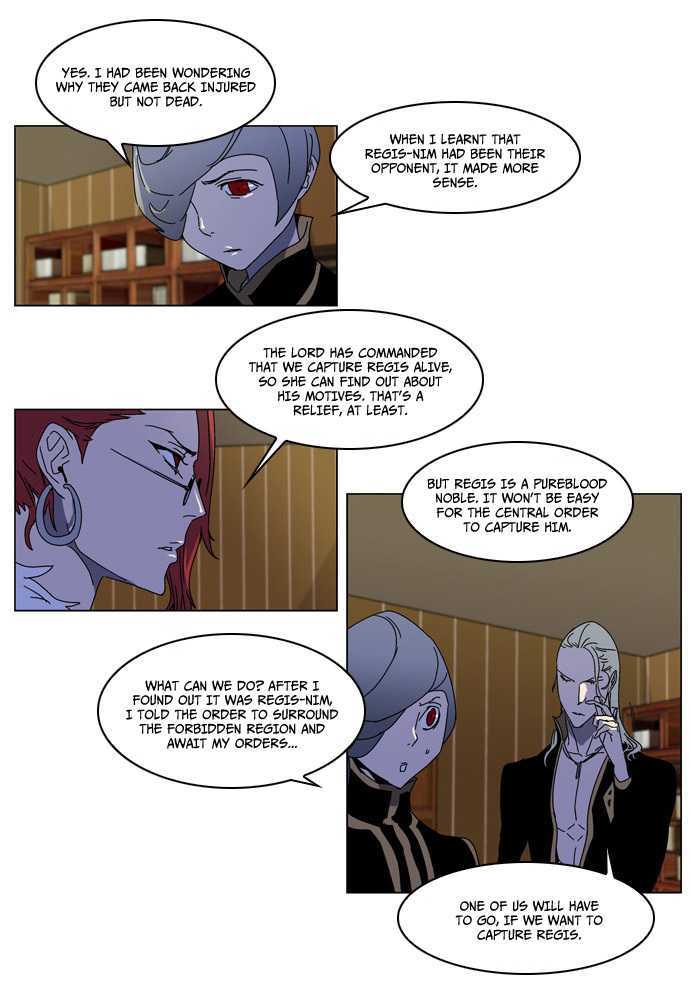 YES. I HAD BEEN WONDERING
WHY THEY CAME BACK INJURED
BUT NOT DEAD.
WHEN I LEARNT THAT
REGIS-NIM HAD BEEN THEIR
OPPONENT, IT MADE MORE
SENSE.
THE LORD HAS COMMANDED
THAT WE CAPTURE REGIS ALIVE,
SO SHE CAN FIND OUT ABOUT
HIS MOTIVES. THAT'S A
RELIEF, AT LEAST.
BUT REGIS IS A PUREBLOOD
NOBLE. IT WON'T BE EASY
FOR THE CENTRAL ORDER
TO CAPTURE HIM.
WHAT CAN WE DO? AFTER I
FOUND OUT IT WAS REGIS-NIM,
I TOLD THE ORDER TO SURROUND
THE FORBIDDEN REGION AND
AWAIT MY ORDERS...
ONE OF US WILL HAVE
TO GO, IF WE WANT TO
CAPTURE REGIS.